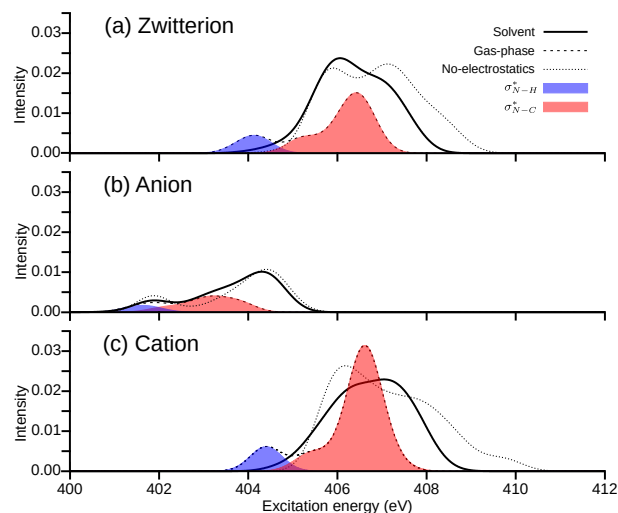 (a) Zwitterion
Solvent
Gas-phase
No-electrostatics
σ*N−H
σ*N−C
Intensity
0.03
0.02
0.01
0.00
(b) Anion
Intensity
0.03
0.02
0.01
0.00
(c) Cation
Intensity
0.03
0.02
0.01
0.00
400 402 404 406 408 410 412
Excitation energy (eV)